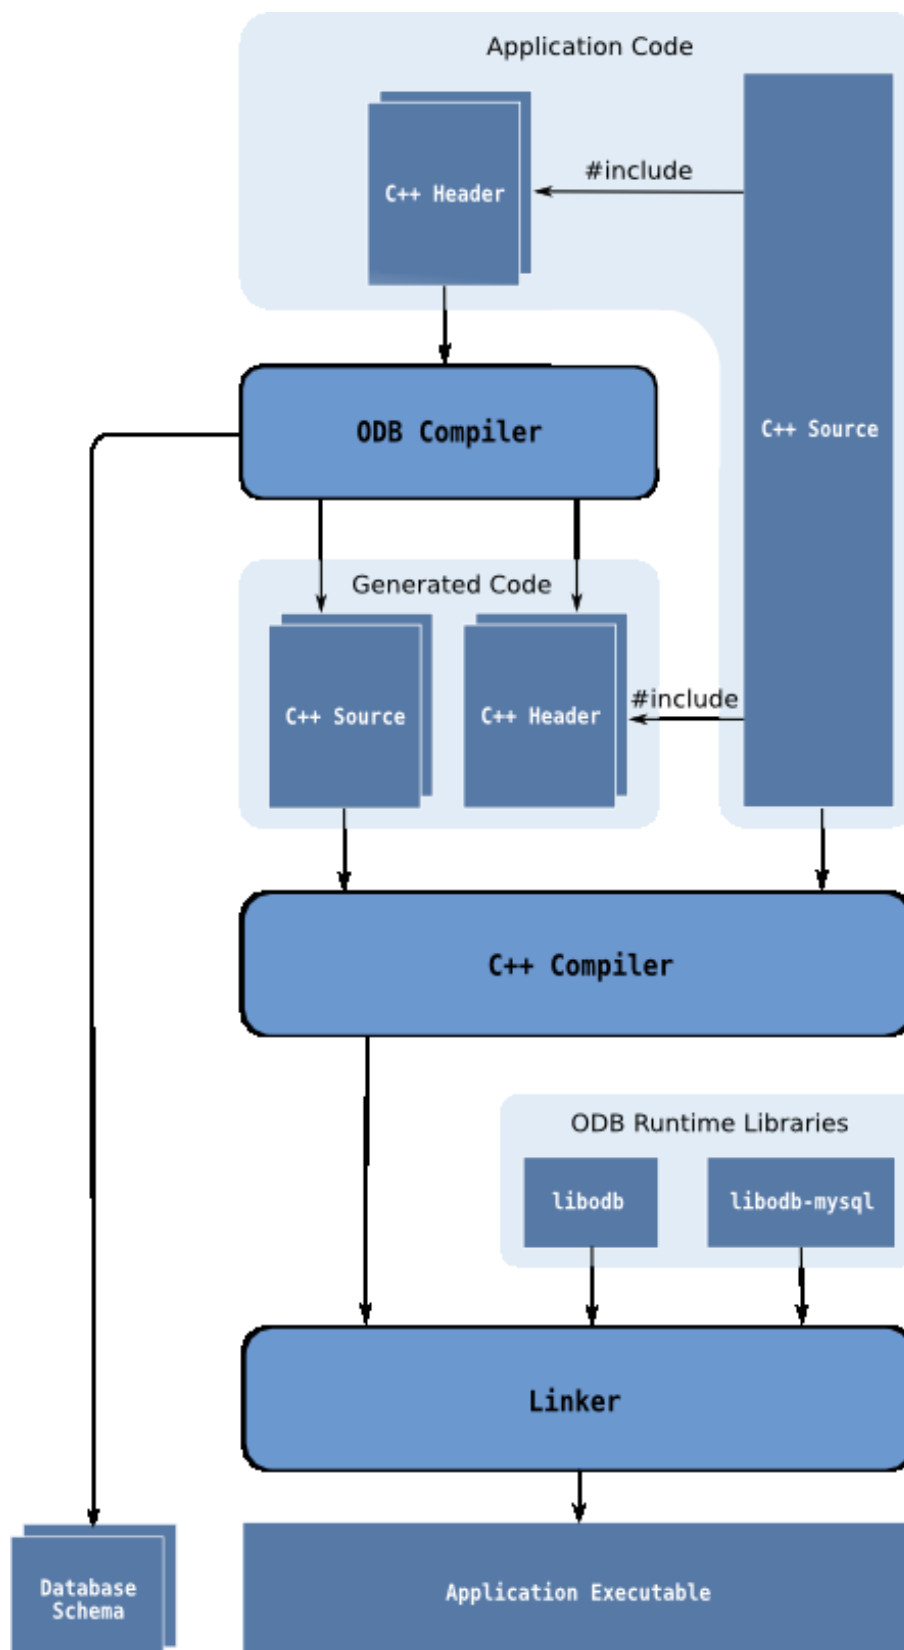 Application Code
#include
C++ Header
ODB Compiler
C++ Source
Generated Code
#include
C++ Source
C++ Header
C++ Compiler
ODB Runtime Libraries
libodb
libodb-mysql
Linker
Database
Schema
Application Executable